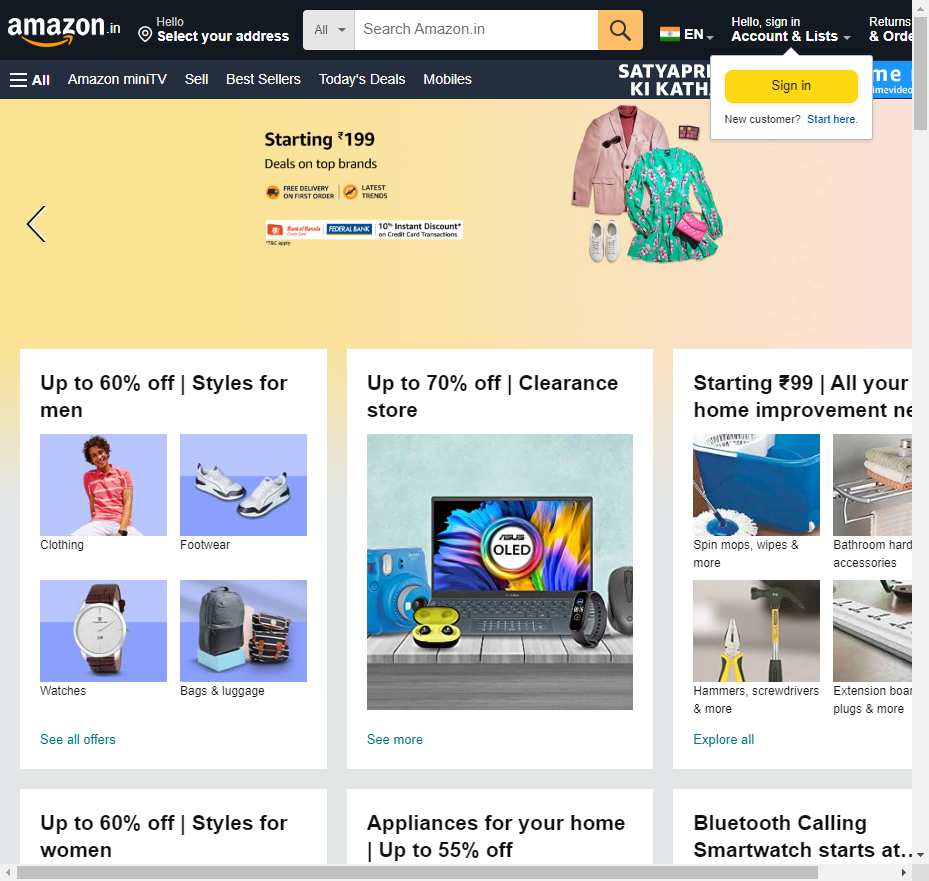 amazon.in
Hello
Select your address
All
Search Amazon.in
EN
Hello, sign in
Account & Lists
Returns
& Orde
All
Amazon miniTV
Sell
Best Sellers
Today's Deals
Mobiles
SATYAPRI
KI KATHA
me
imevideo
Sign in
New customer? Start here.
Starting ₹199
Deals on top brands
FREE DELIVERY
ON FIRST ORDER
LATEST
TRENDS
Bank of Baroda
Credit Card
FEDERAL BANK
10% Instant Discount*
on Credit Card Transactions
*T&C apply
Up to 60% off | Styles for
men
Clothing
Footwear
Watches
Bags & luggage
See all offers
Up to 70% off | Clearance
store
ASUS
OLED
See more
Starting ₹99 | All your
home improvement ne
Spin mops, wipes &
more
Bathroom hard
accessories
Hammers, screwdrivers
& more
Extension boar
plugs & more
Explore all
Up to 60% off | Styles for
women
Appliances for your home
| Up to 55% off
Bluetooth Calling
Smartwatch starts at...